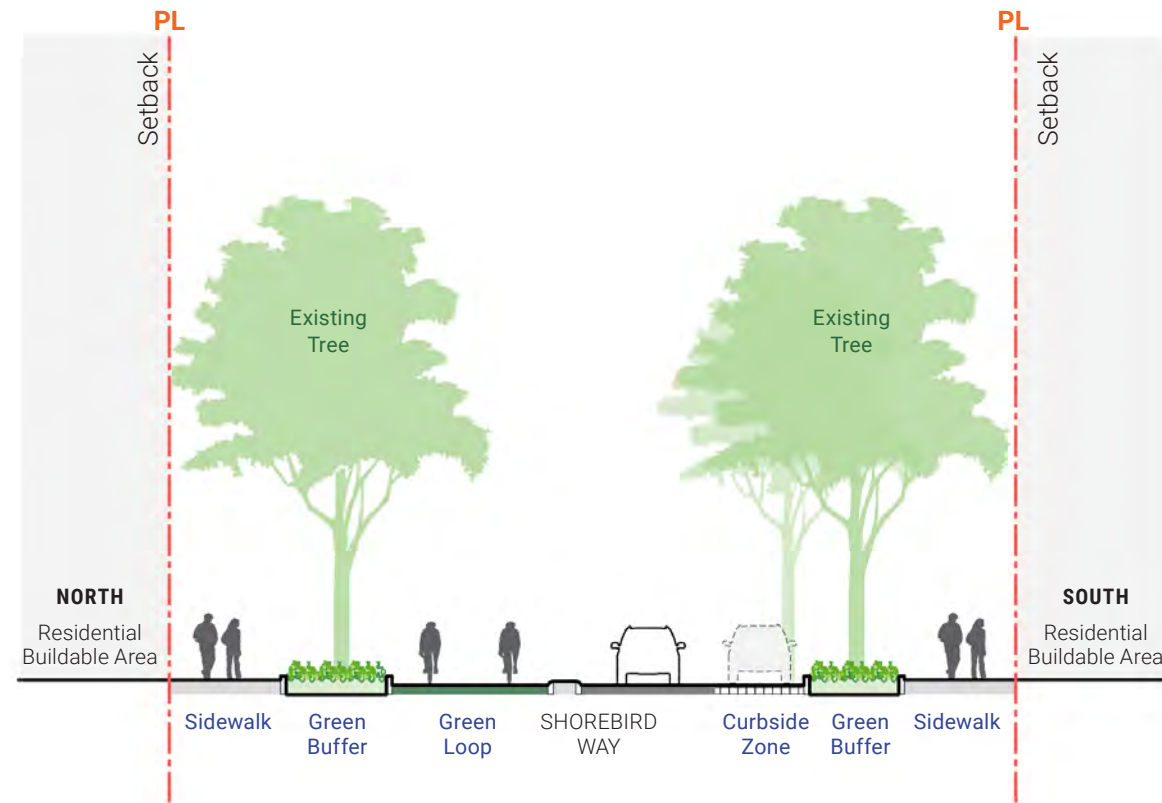 PL
PL
Setback
Setback
Existing
Tree
Existing
Tree
NORTH
Residential
Buildable Area
SOUTH
Residential
Buildable Area
Sidewalk
Green
Buffer
Green
Loop
SHOREBIRD
WAY
Curbside
Zone
Green
Buffer
Sidewalk